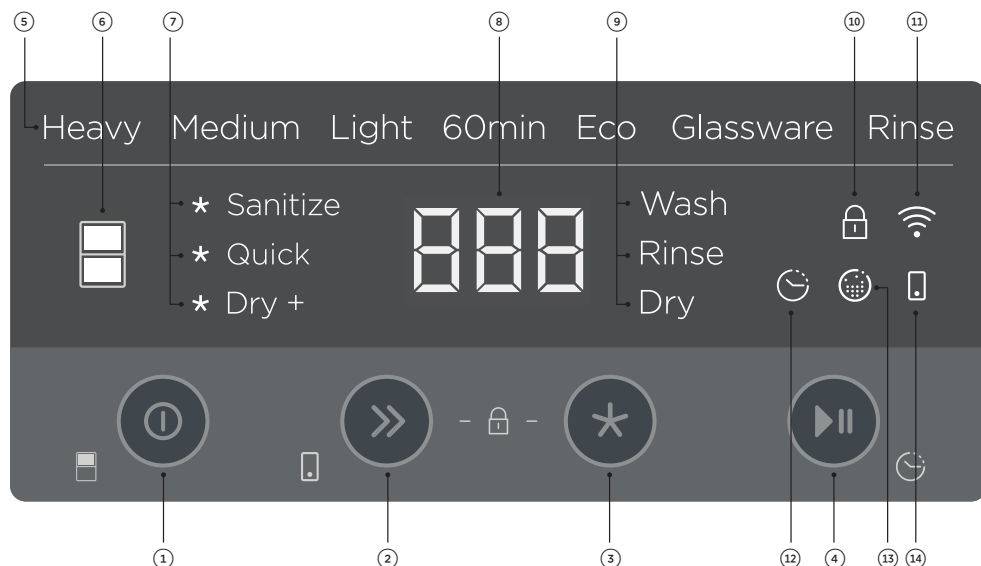 5 6 7 8 9 10 11
Heavy Medium Light 60min Eco Glassware Rinse
* Sanitize
* Quick
* Dry +
888
Wash
Rinse
Dry
1 2 3 12 4 13 14